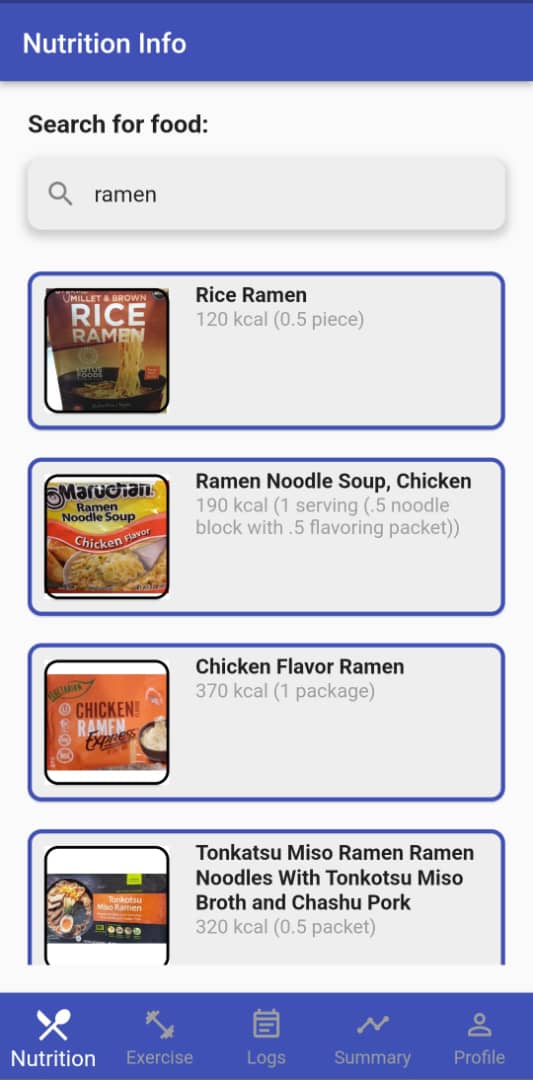 Nutrition Info
Search for food:
ramen
MILLET & BROWN
RICE
RAMEN
LOTUS
FOODS
Rice Ramen
120 kcal (0.5 piece)
Maruchan
Ramen
Noodle Soup
Chicken Flavor
Ramen Noodle Soup, Chicken
190 kcal (1 serving (.5 noodle
block with .5 flavoring packet))
VEGETARIAN
CHICKEN
RAMEN
Express
Chicken Flavor Ramen
370 kcal (1 package)
Tonkotsu
Miso Ramen
Tonkatsu Miso Ramen Ramen
Noodles With Tonkotsu Miso
Broth and Chashu Pork
320 kcal (0.5 packet)
Nutrition
Exercise
Logs
Summary
Profile